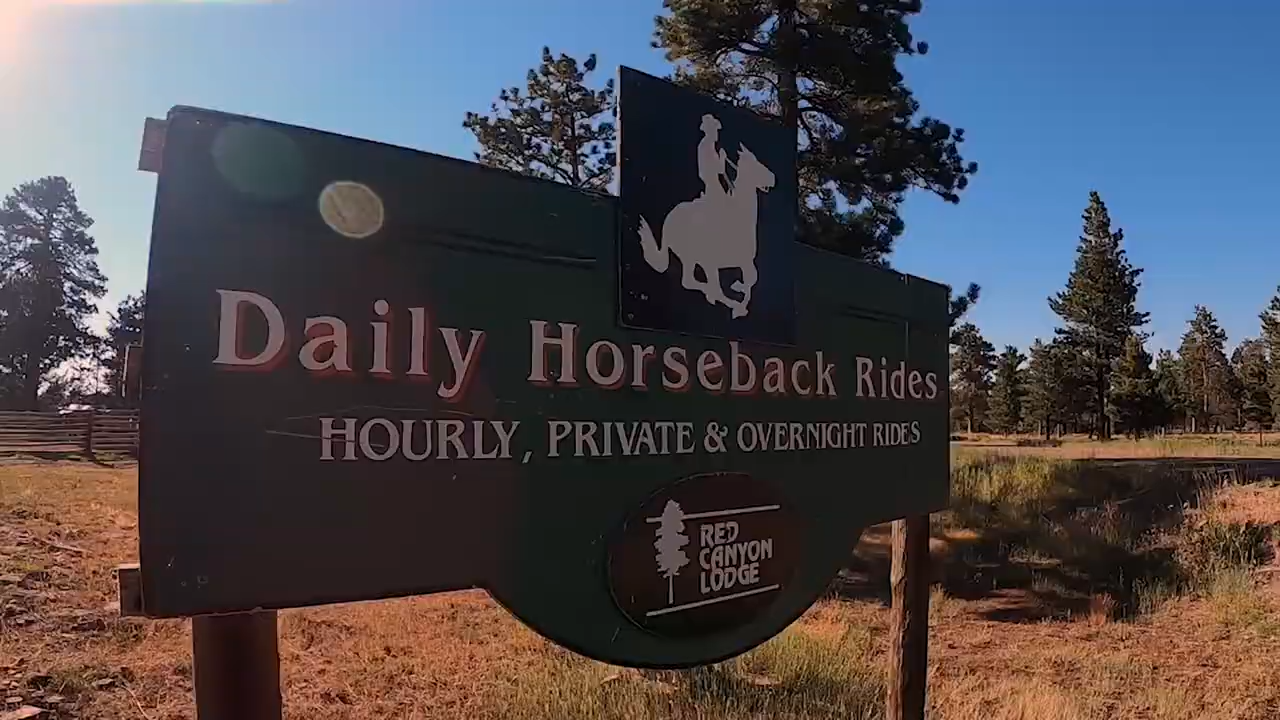 Daily Horseback Rides
HOURLY, PRIVATE & OVERNIGHT RIDES
RED
CANYON
LODGE